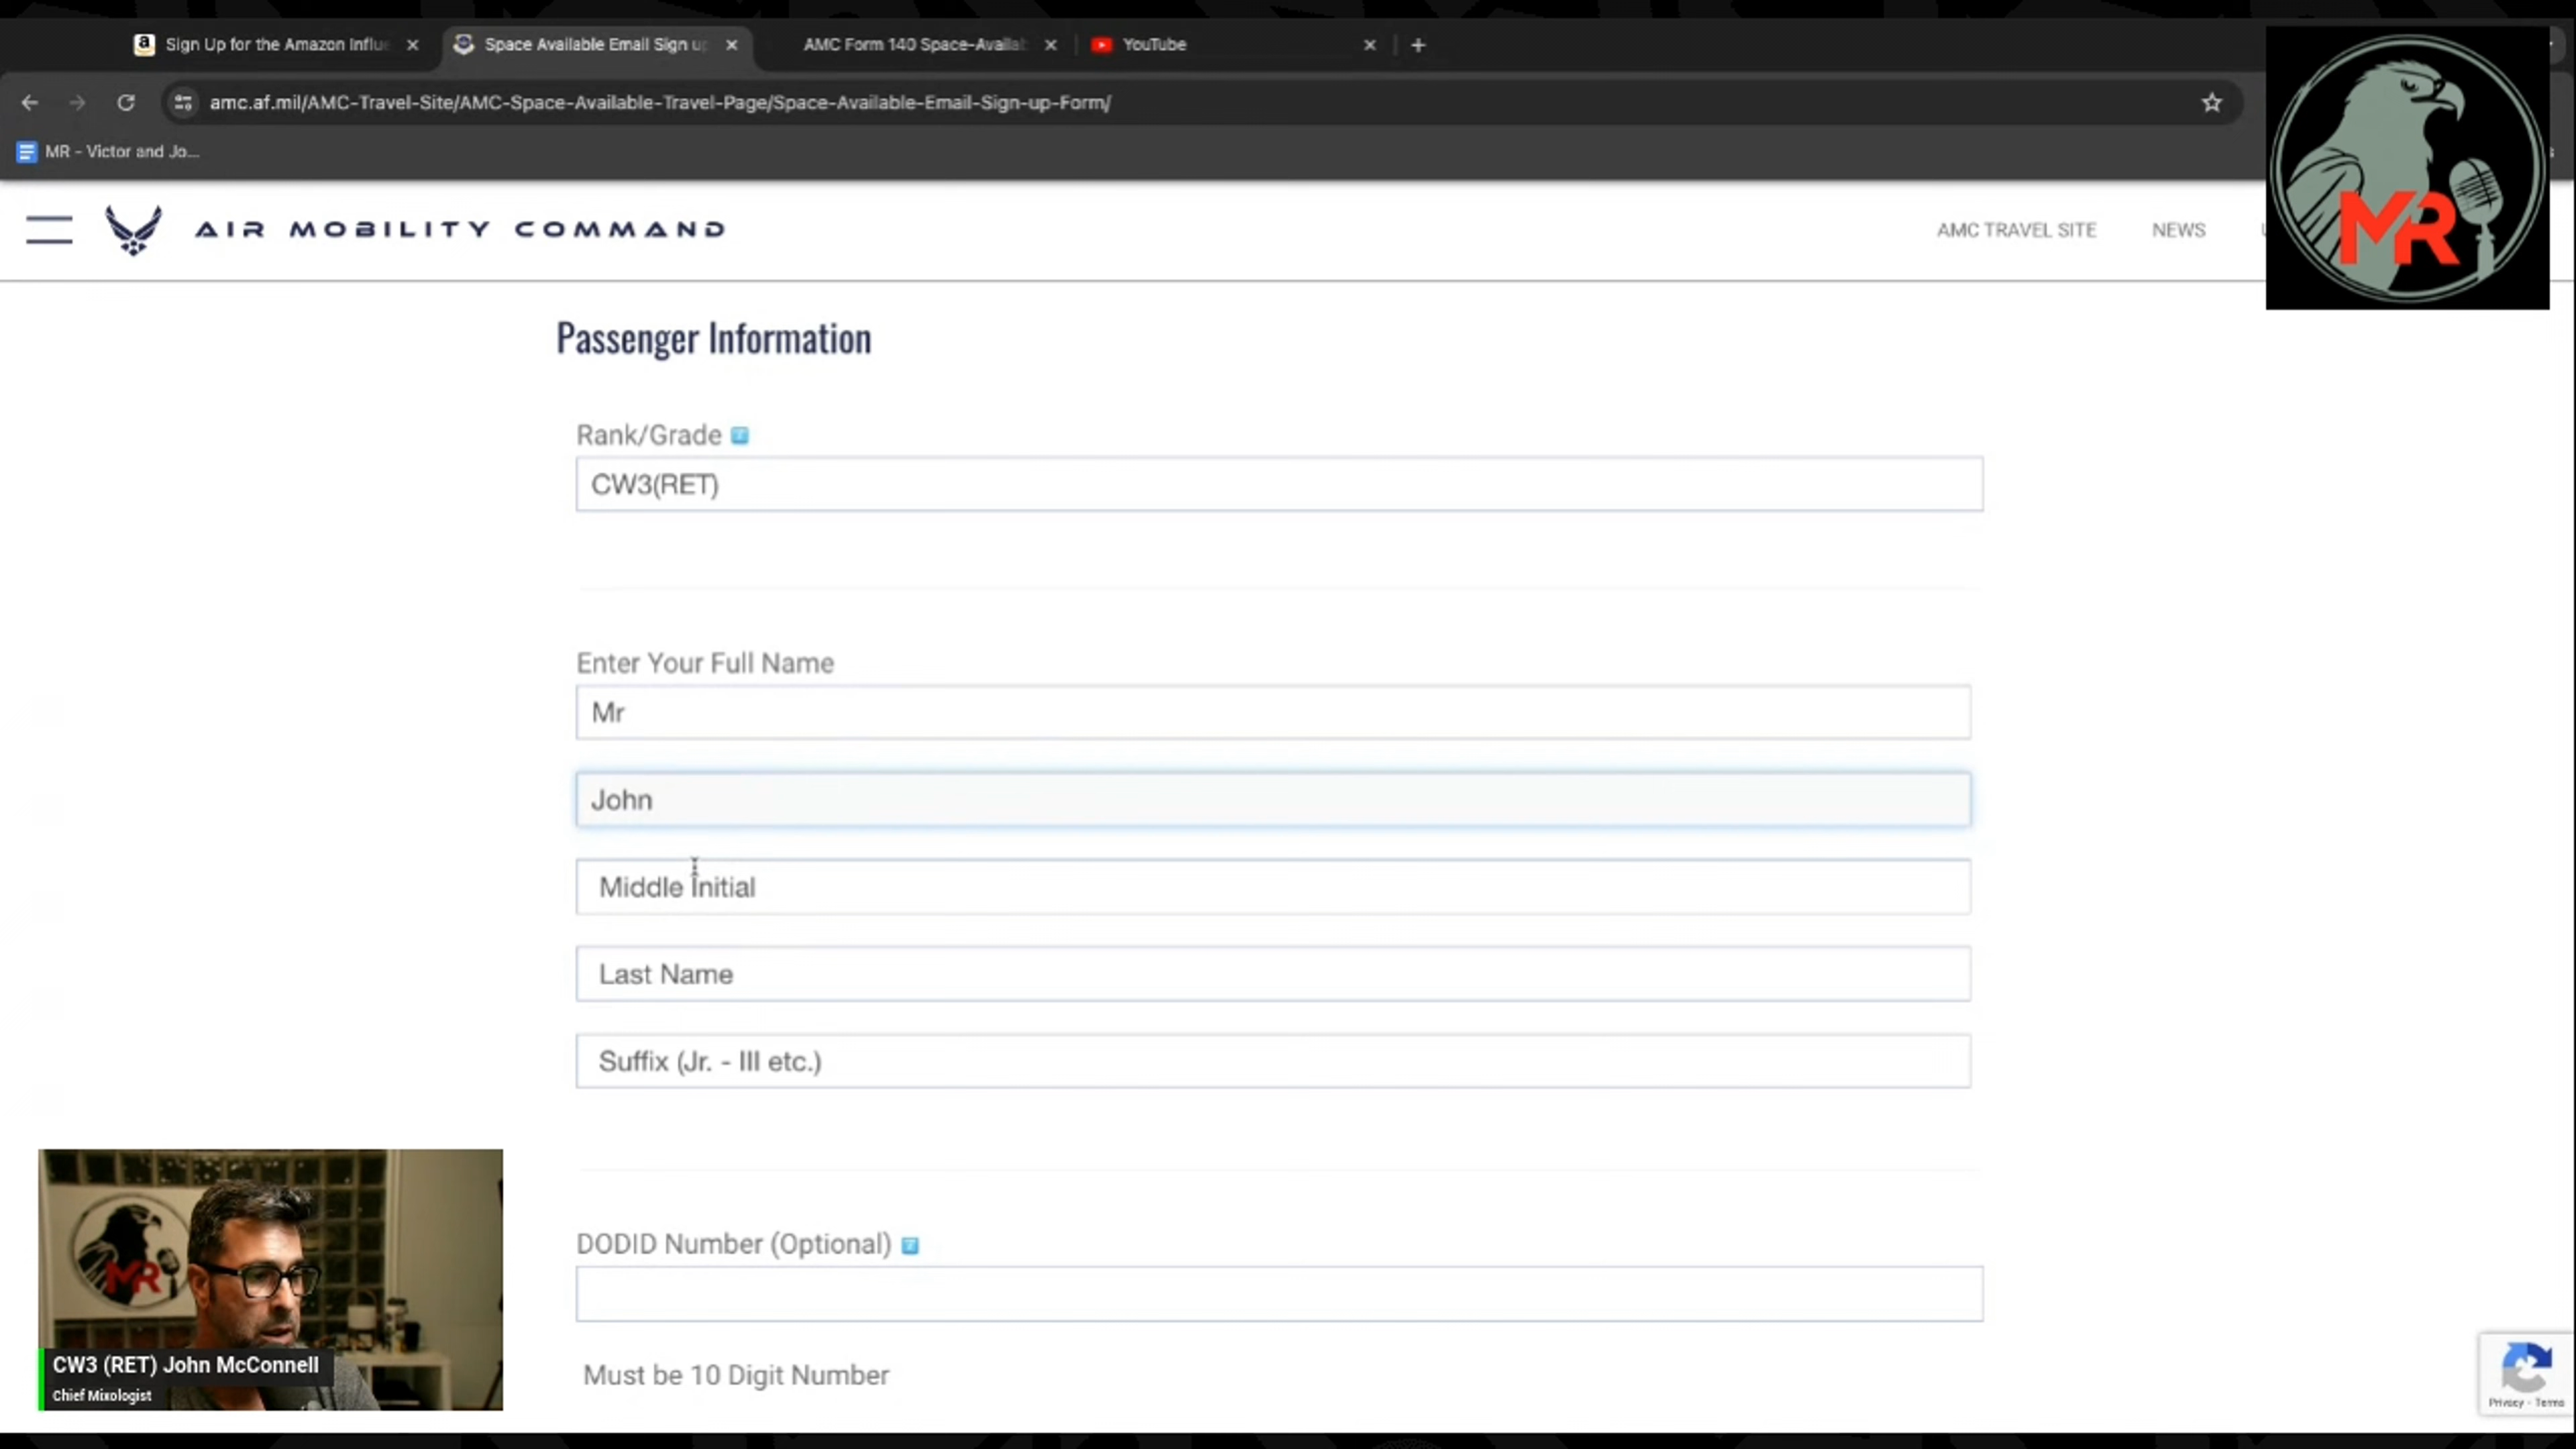 Sign Up for the Amazon Influe
Space Available Email Sign up
AMC Form 140 Space-Availab
YouTube
amc.af.mil/AMC-Travel-Site/AMC-Space-Available-Travel-Page/Space-Available-Email-Sign-up-Form/
MR - Victor and Jo...
AIR MOBILITY COMMAND
AMC TRAVEL SITE
NEWS
MR
Passenger Information
Rank/Grade
CW3(RET)
Enter Your Full Name
Mr
John
Middle Initial
Last Name
Suffix (Jr. - III etc.)
DODID Number (Optional)
Must be 10 Digit Number
MR
CW3 (RET) John McConnell
Chief Mixologist
Privacy - Terms